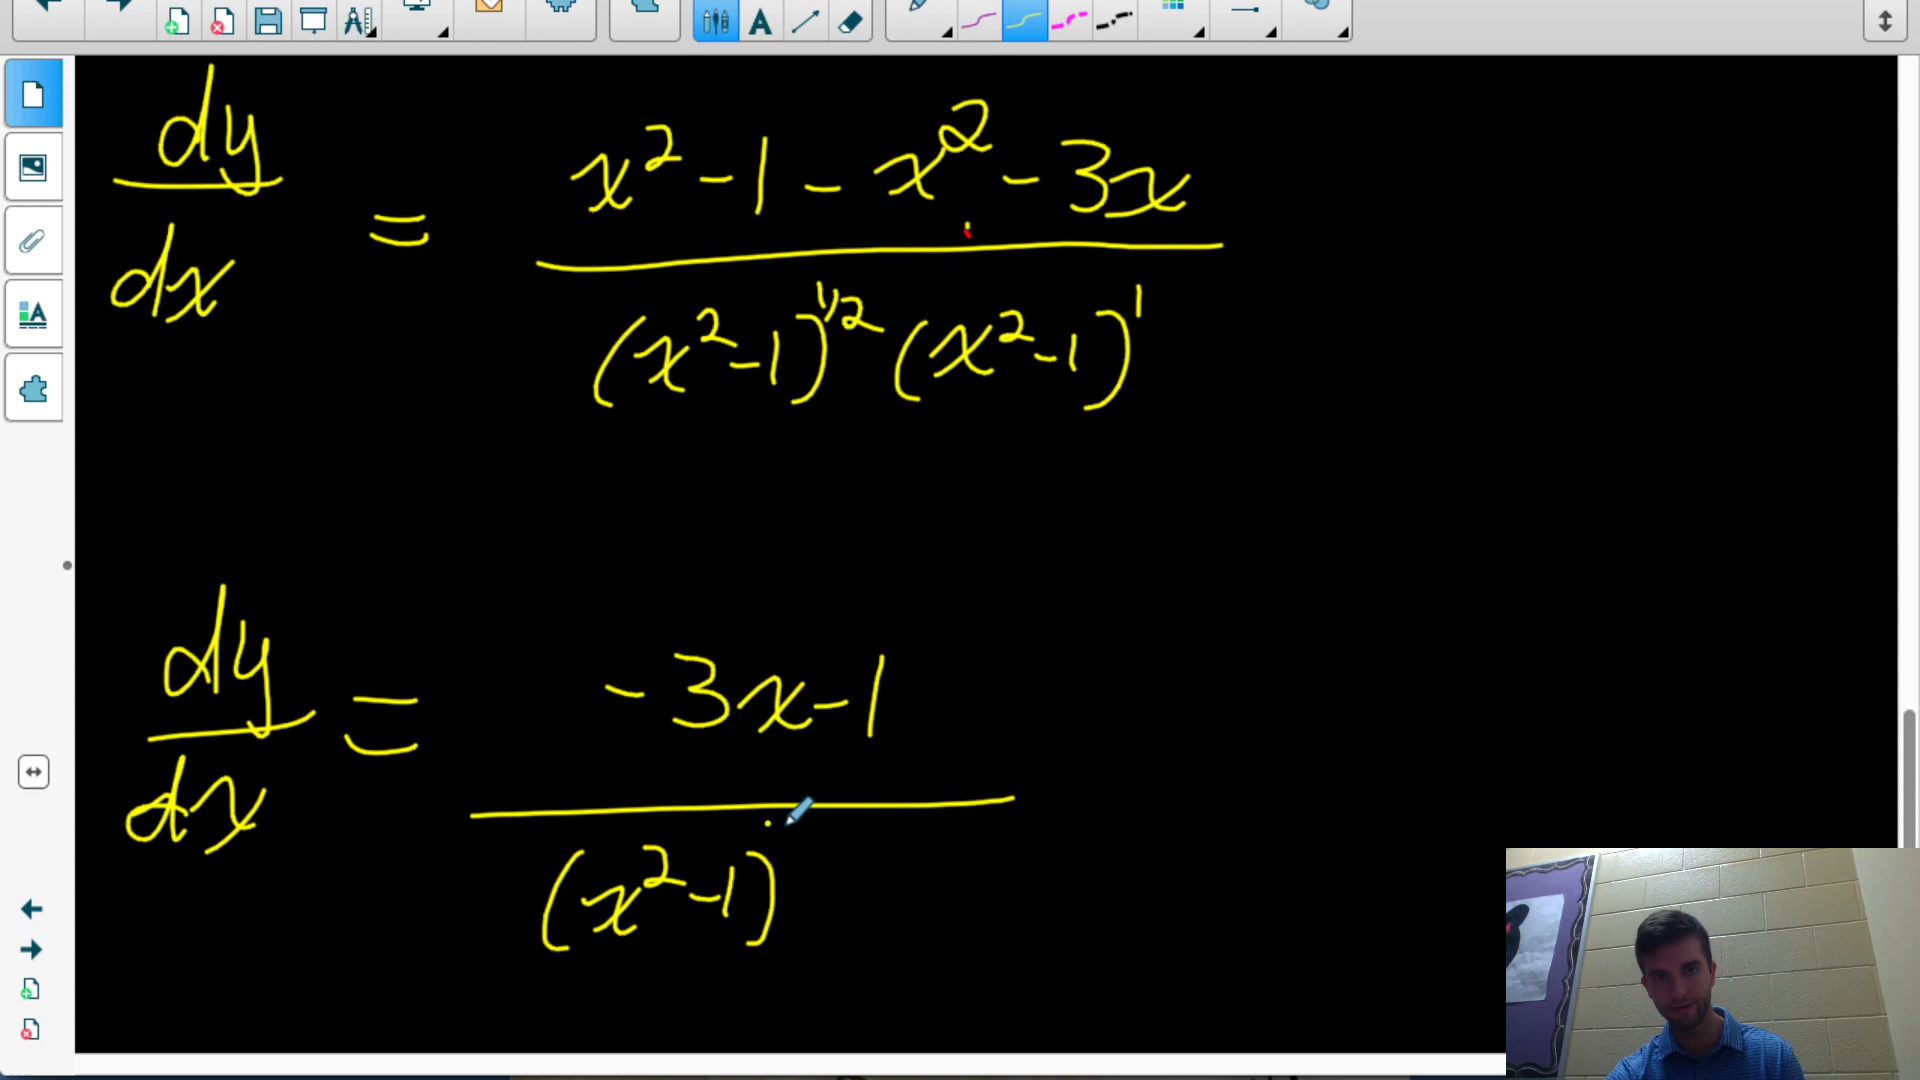 dy/dx = (x² - 1 - x² - 3x) / ((x² - 1)^1/2 (x² - 1)^1)
dy/dx = (-3x - 1) / (x² - 1)